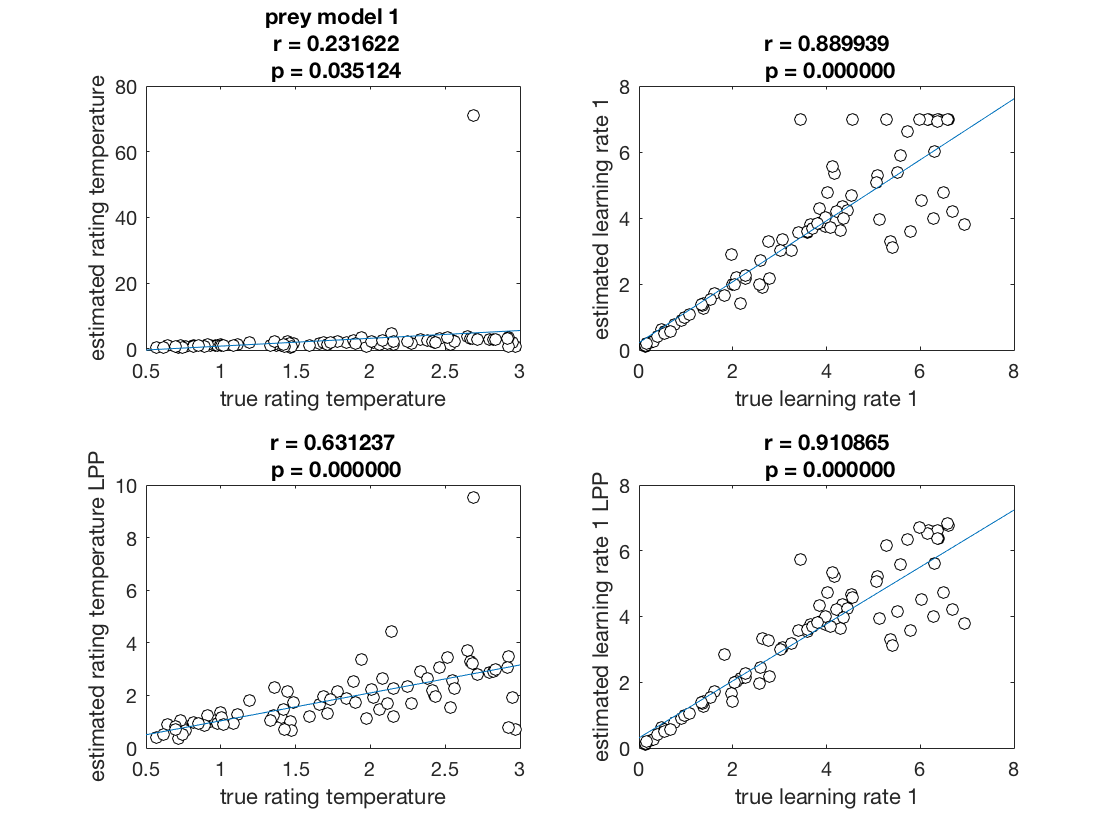 prey model 1
r = 0.231622
p = 0.035124
estimated rating temperature
80
60
40
20
0
0.5
1
1.5
2
2.5
3
true rating temperature
r = 0.889939
p = 0.000000
estimated learning rate 1
8
6
4
2
0
0
2
4
6
8
true learning rate 1
r = 0.631237
p = 0.000000
estimated rating temperature LPP
10
8
6
4
2
0
0.5
1
1.5
2
2.5
3
true rating temperature
r = 0.910865
p = 0.000000
estimated learning rate 1 LPP
8
6
4
2
0
0
2
4
6
8
true learning rate 1